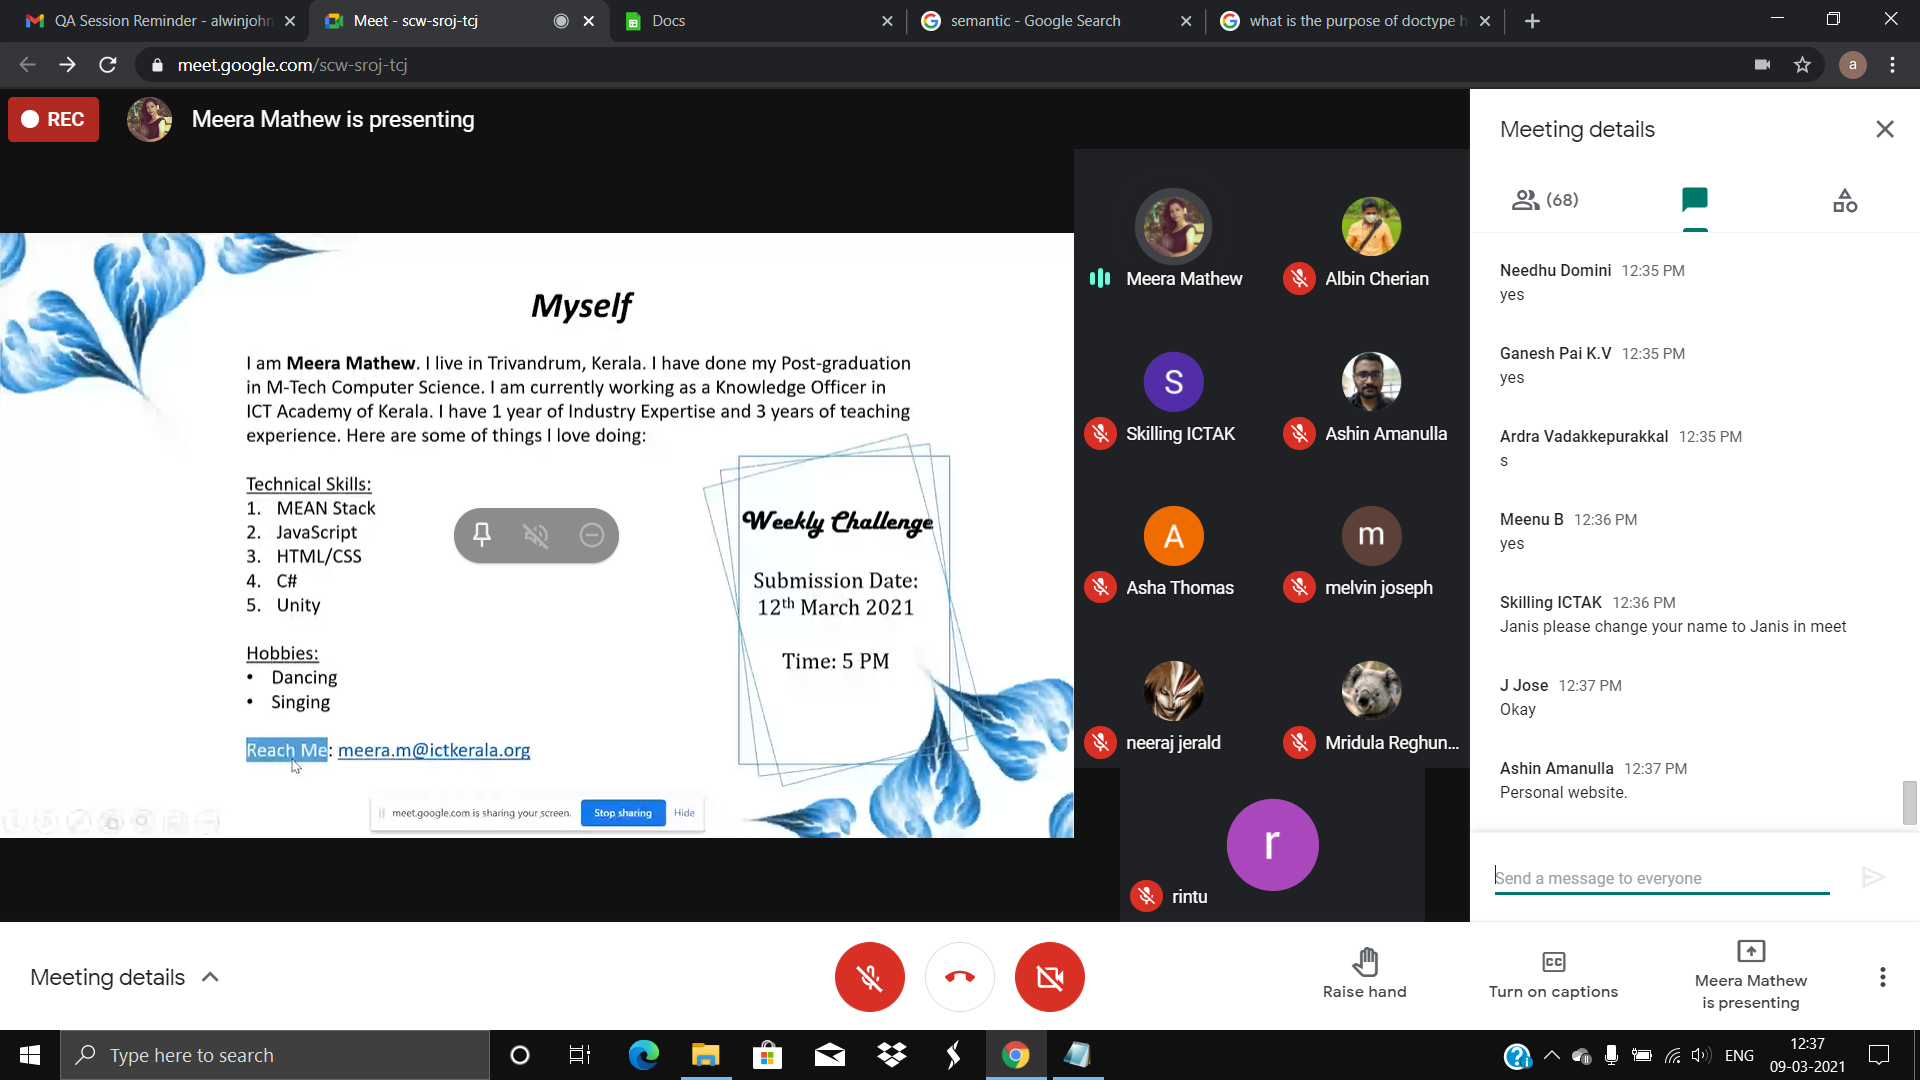 QA Session Reminder - alwinjohn
Meet - scw-sroj-tcj
Docs
semantic - Google Search
what is the purpose of doctype h
meet.google.com/scw-sroj-tcj
a
REC
Meera Mathew is presenting
Myself
I am Meera Mathew. I live in Trivandrum, Kerala. I have done my Post-graduation
in M-Tech Computer Science. I am currently working as a Knowledge Officer in
ICT Academy of Kerala. I have 1 year of Industry Expertise and 3 years of teaching
experience. Here are some of things I love doing:
Technical Skills:
1. MEAN Stack
2. JavaScript
3. HTML/CSS
4. C#
5. Unity
Hobbies:
• Dancing
• Singing
Reach Me: meera.m@ictkerala.org
Weekly Challenge
Submission Date:
12th March 2021
Time: 5 PM
meet.google.com is sharing your screen. Stop sharing Hide
Meera Mathew
Albin Cherian
S
Skilling ICTAK
Ashin Amanulla
A
Asha Thomas
m
melvin joseph
neeraj jerald
Mridula Reghun...
r
rintu
Meeting details
(68)
Needhu Domini 12:35 PM
yes
Ganesh Pai K.V 12:35 PM
yes
Ardra Vadakkepurakkal 12:35 PM
s
Meenu B 12:36 PM
yes
Skilling ICTAK 12:36 PM
Janis please change your name to Janis in meet
J Jose 12:37 PM
Okay
Ashin Amanulla 12:37 PM
Personal website.
Send a message to everyone
Meeting details
Raise hand
CC
Turn on captions
Meera Mathew
is presenting
Type here to search
ENG
12:37
09-03-2021